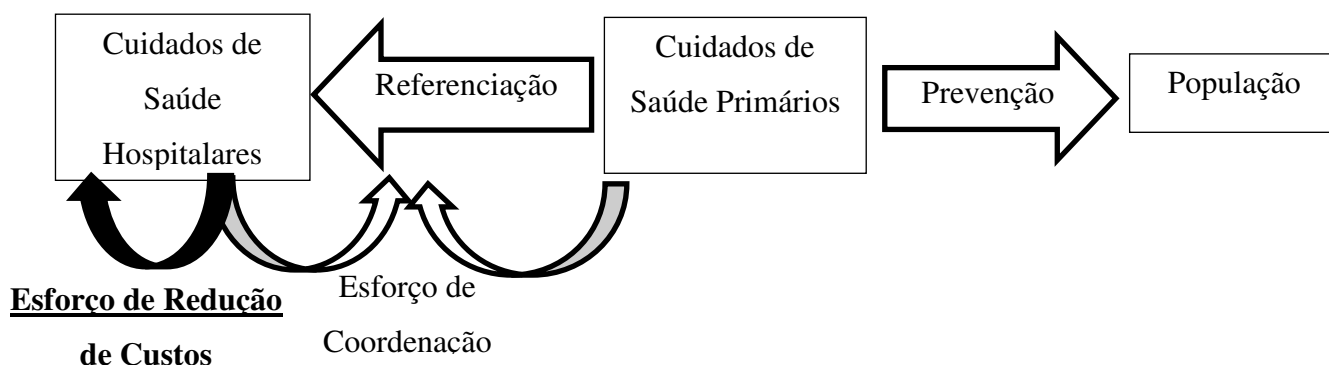 Cuidados de
Saúde
Hospitalares
Referenciação
Cuidados de
Saúde Primários
Prevenção
População
Esforço de Redução
de Custos
Esforço de
Coordenação